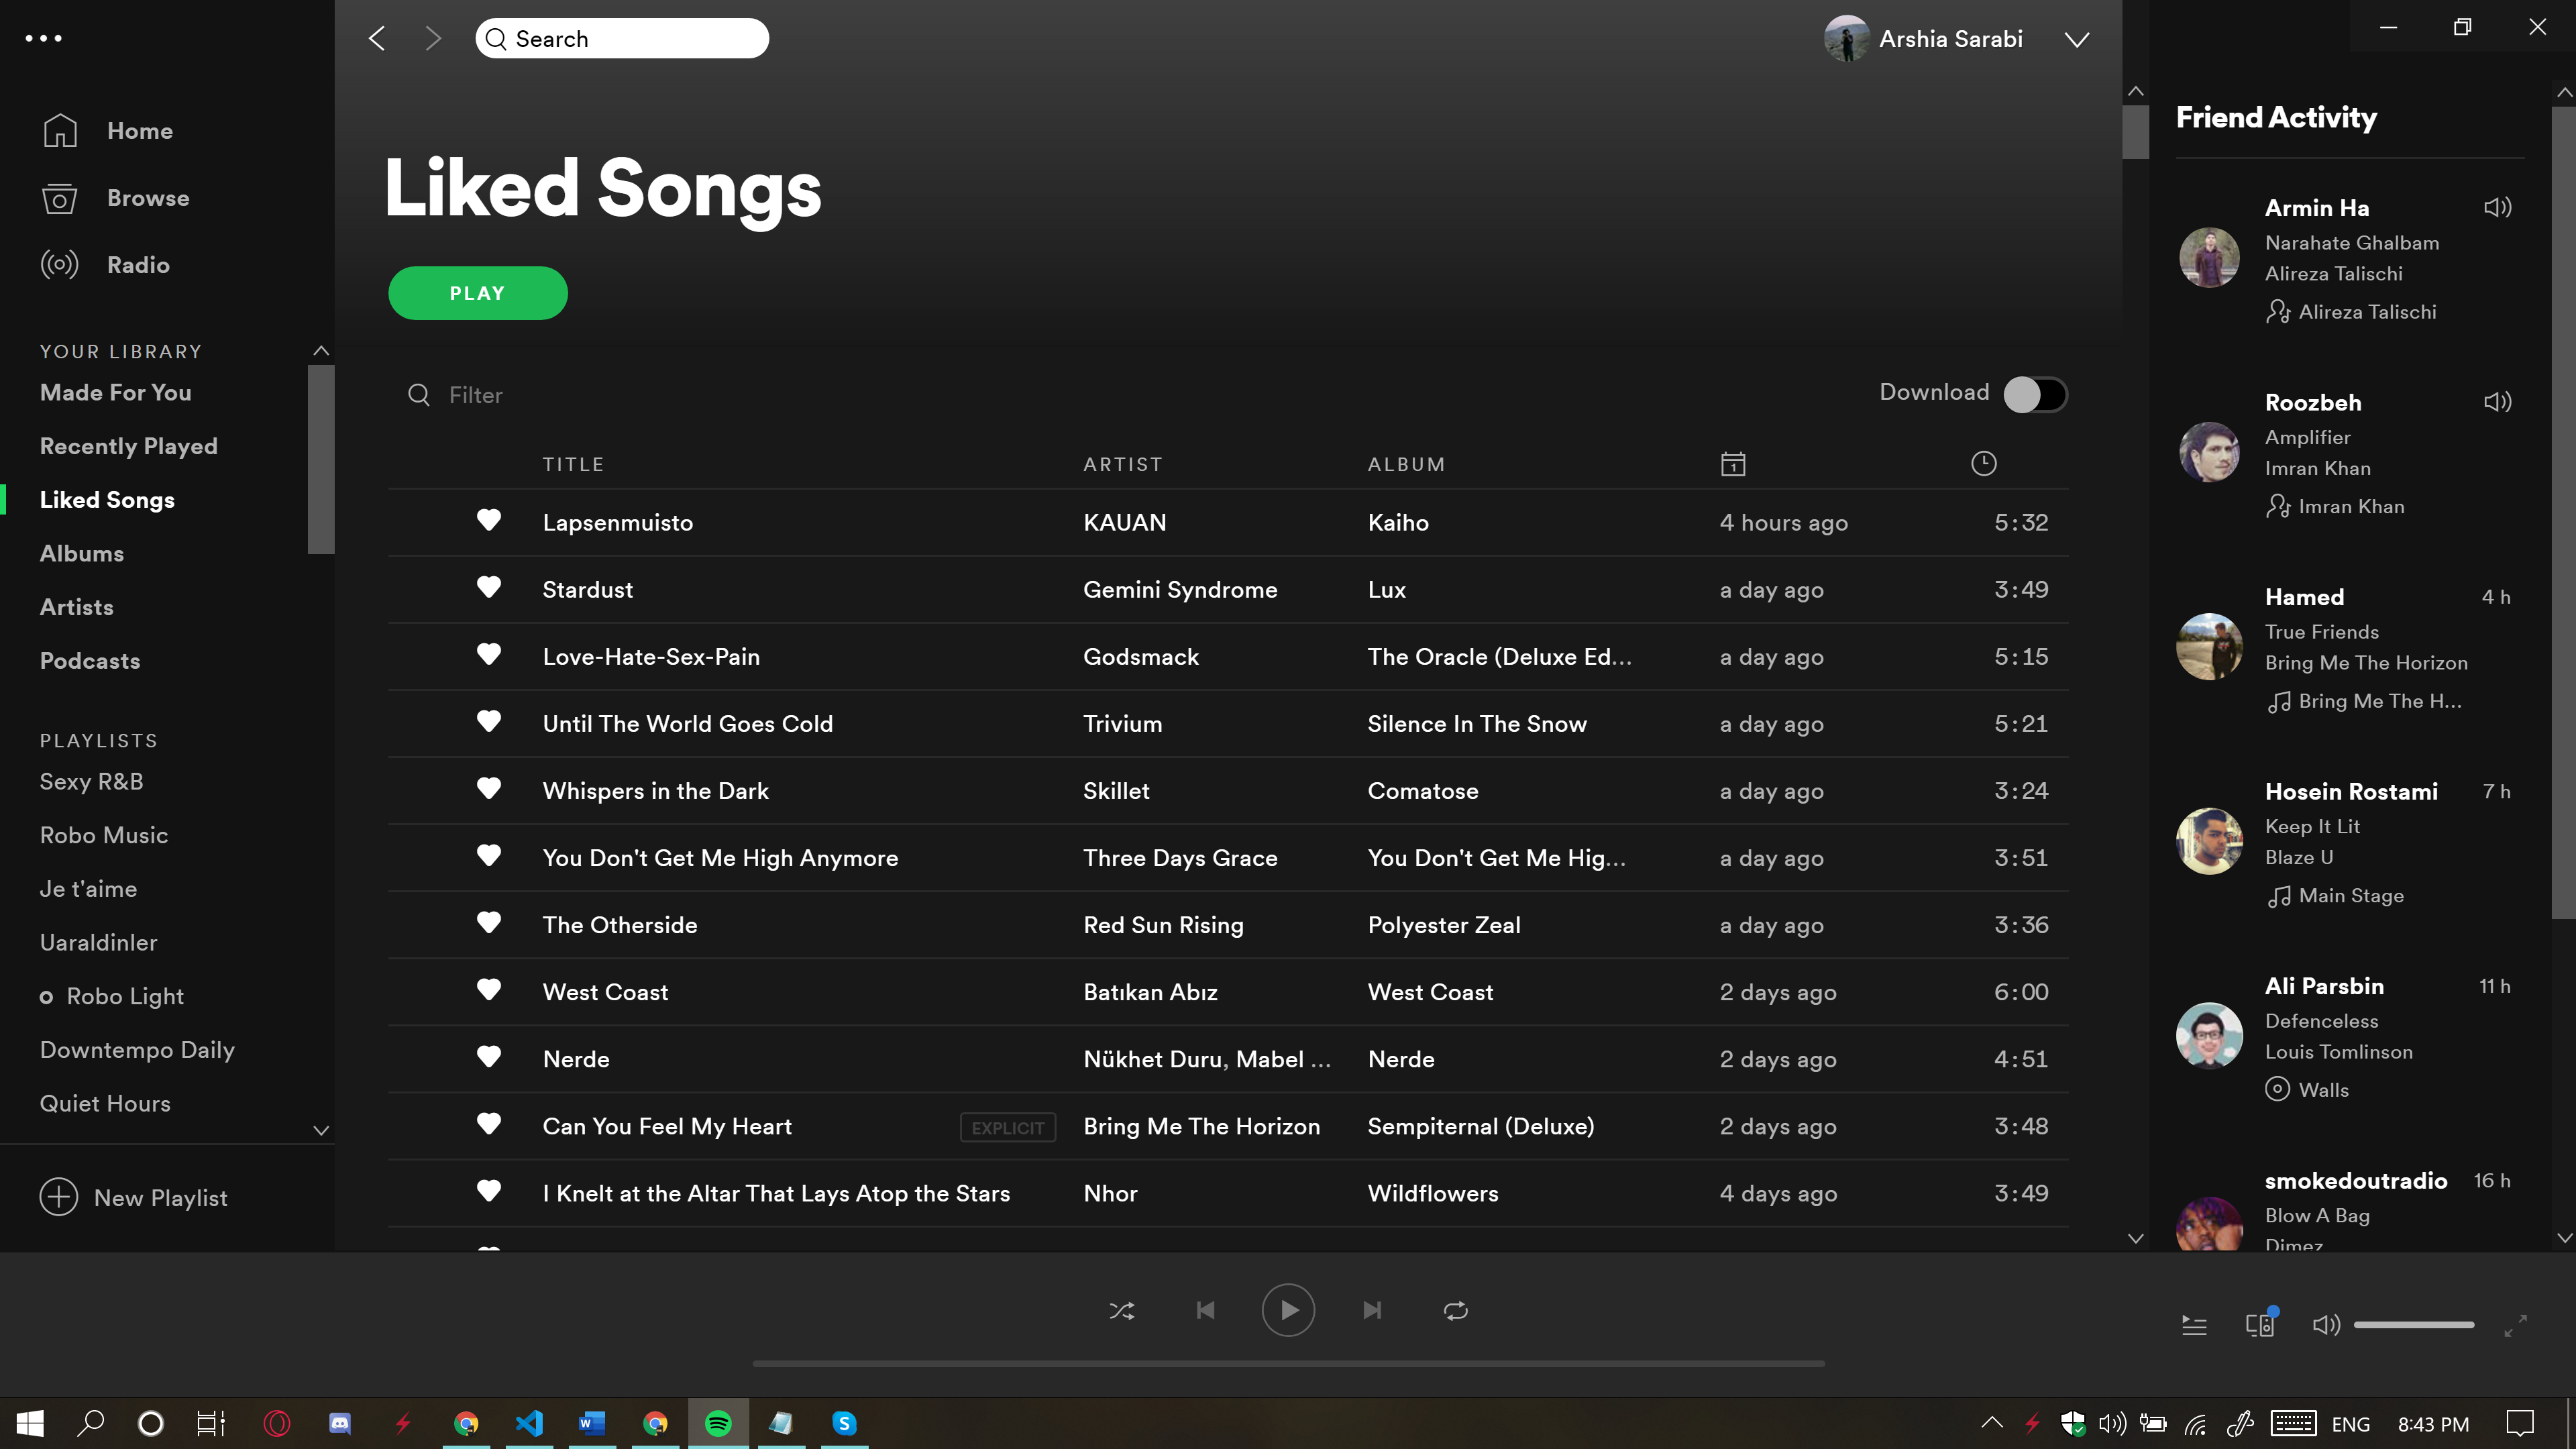 Search
Arshia Sarabi
Home
Browse
Radio
YOUR LIBRARY
Made For You
Recently Played
Liked Songs
Albums
Artists
Podcasts
PLAYLISTS
Sexy R&B
Robo Music
Je t'aime
Uaraldinler
Robo Light
Downtempo Daily
Quiet Hours
New Playlist
Liked Songs
PLAY
Filter
Download
TITLE ARTIST ALBUM
Lapsenmuisto KAUAN Kaiho 4 hours ago 5:32
Stardust Gemini Syndrome Lux a day ago 3:49
Love-Hate-Sex-Pain Godsmack The Oracle (Deluxe Ed... a day ago 5:15
Until The World Goes Cold Trivium Silence In The Snow a day ago 5:21
Whispers in the Dark Skillet Comatose a day ago 3:24
You Don't Get Me High Anymore Three Days Grace You Don't Get Me Hig... a day ago 3:51
The Otherside Red Sun Rising Polyester Zeal a day ago 3:36
West Coast Batıkan Abız West Coast 2 days ago 6:00
Nerde Nükhet Duru, Mabel ... Nerde 2 days ago 4:51
Can You Feel My Heart EXPLICIT Bring Me The Horizon Sempiternal (Deluxe) 2 days ago 3:48
I Knelt at the Altar That Lays Atop the Stars Nhor Wildflowers 4 days ago 3:49
Friend Activity
Armin Ha
Narahate Ghalbam
Alireza Talischi
Alireza Talischi
Roozbeh
Amplifier
Imran Khan
Imran Khan
Hamed 4 h
True Friends
Bring Me The Horizon
Bring Me The H...
Hosein Rostami 7 h
Keep It Lit
Blaze U
Main Stage
Ali Parsbin 11 h
Defenceless
Louis Tomlinson
Walls
smokedoutradio 16 h
Blow A Bag
Dimez
ENG 8:43 PM